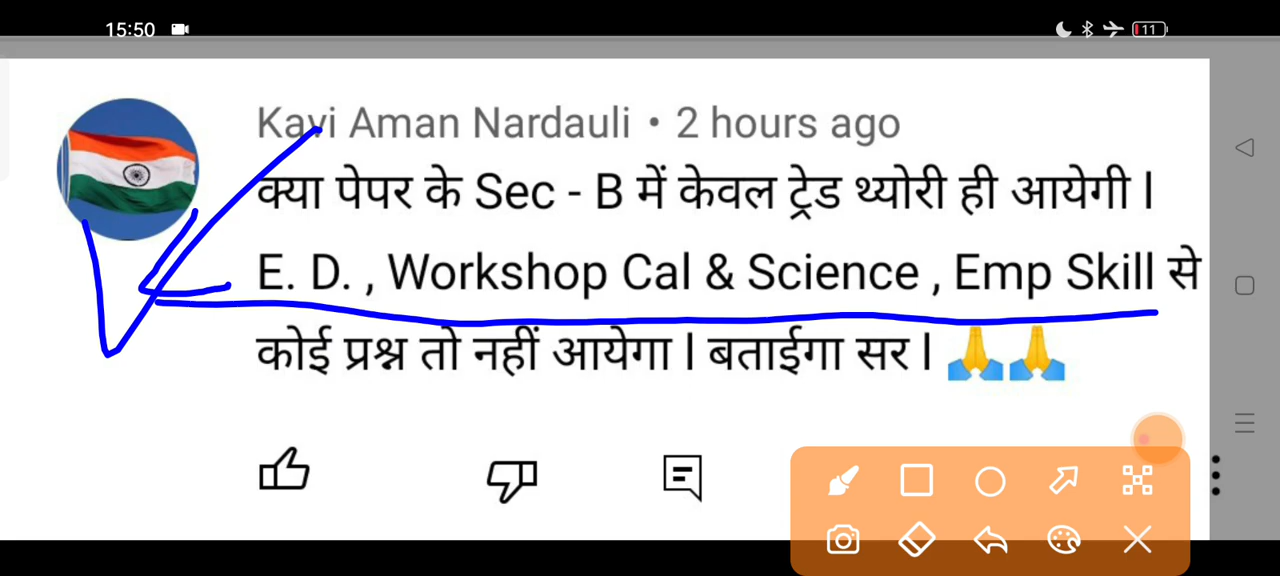 15:50
11
Kavi Aman Nardauli • 2 hours ago
क्या पेपर के Sec - B में केवल ट्रेड थ्योरी ही आयेगी l
E. D. , Workshop Cal & Science , Emp Skill से
कोई प्रश्न तो नहीं आयेगा l बताईगा सर l 🙏🙏